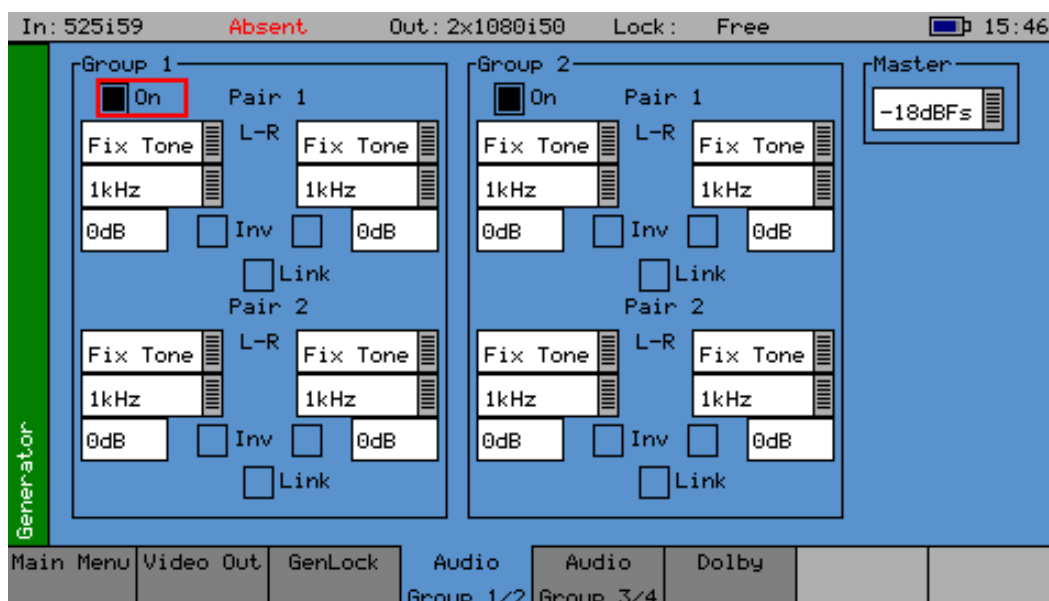 In: 525i59 Absent Out: 2x1080i50 Lock: Free 15:46
Group 1
On Pair 1
Fix Tone L-R Fix Tone
1kHz 1kHz
0dB Inv 0dB
Link
Pair 2
Fix Tone L-R Fix Tone
1kHz 1kHz
0dB Inv 0dB
Link
Group 2
On Pair 1
Fix Tone L-R Fix Tone
1kHz 1kHz
0dB Inv 0dB
Link
Pair 2
Fix Tone L-R Fix Tone
1kHz 1kHz
0dB Inv 0dB
Link
Master
-18dBFs
Generator
Main Menu
Video Out
GenLock
Audio
Group 1/2
Audio
Group 3/4
Dolby